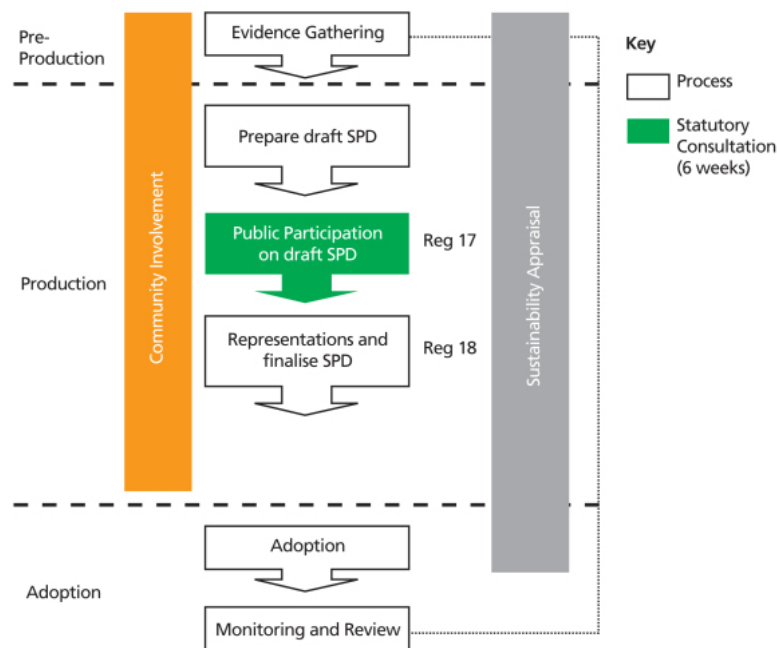 Pre-
Production
Evidence Gathering
Key
Process
Statutory
Consultation
(6 weeks)
Community Involvement
Sustainability Appraisal
Production
Prepare draft SPD
Public Participation
on draft SPD
Reg 17
Representations and
finalise SPD
Reg 18
Adoption
Adoption
Monitoring and Review